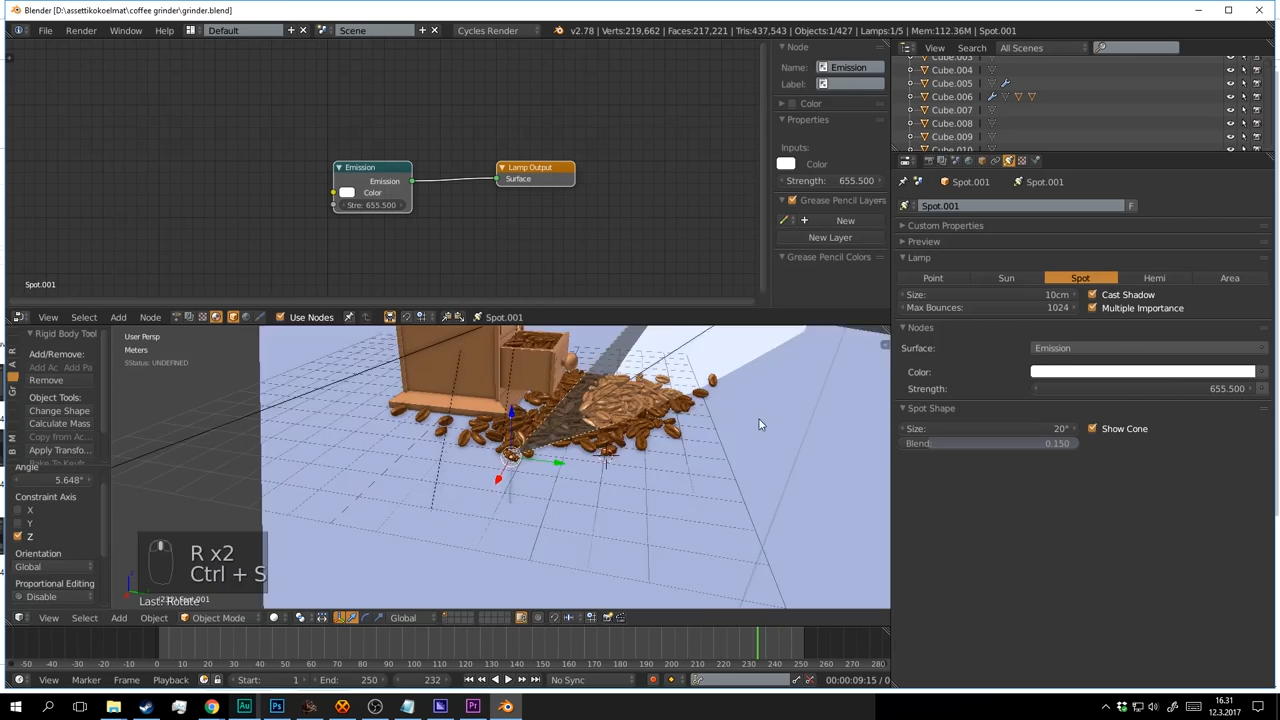 Blender [D:\assettikokoelmat\coffee grinder\grinder.blend]
File Render Window Help Default Scene Cycles Render v2.78 | Verts:219,662 | Faces:217,221 | Tris:437,543 | Objects:1/427 | Lamps:1/5 | Mem:112.36M | Spot.001
Node
Name: Emission
Label:
Color
Properties
Inputs:
Color
Strength: 655.500
Grease Pencil Layers
New
New Layer
Grease Pencil Colors
Emission
Emission
Color
Stre: 655.500
Lamp Output
Surface
Spot.001
View Select Add Node Use Nodes Spot.001
View Search All Scenes
Cube.003
Cube.004
Cube.005
Cube.006
Cube.007
Cube.008
Cube.009
Cube.010
Spot.001 Spot.001
Spot.001 F
Custom Properties
Preview
Lamp
Point Sun Spot Hemi Area
Size: 10cm Cast Shadow
Max Bounces: 1024 Multiple Importance
Nodes
Surface: Emission
Color:
Strength: 655.500
Spot Shape
Size: 20° Show Cone
Blend: 0.150
Rigid Body Tool
Add/Remove:
Add Ac Add Pa
Remove
Object Tools:
Change Shape
Calculate Mass
Copy from Ac...
Apply Transfo...
Angle
5.648°
Constraint Axis
X
Y
Z
Orientation
Global
Proportional Editing
Disable
User Persp
Meters
SStatus: UNDEFINED
R x2
Ctrl + S
Last: Rotate
(232) Spot.001
View Select Add Object Object Mode Global
-50 -40 -30 -20 -10 0 10 20 30 40 50 60 70 80 90 100 110 120 130 140 150 160 170 180 190 200 210 220 230 240 250 260 270 280
View Marker Frame Playback Start: 1 End: 250 232 No Sync 00:00:09:15 / 0
16.31
12.3.2017